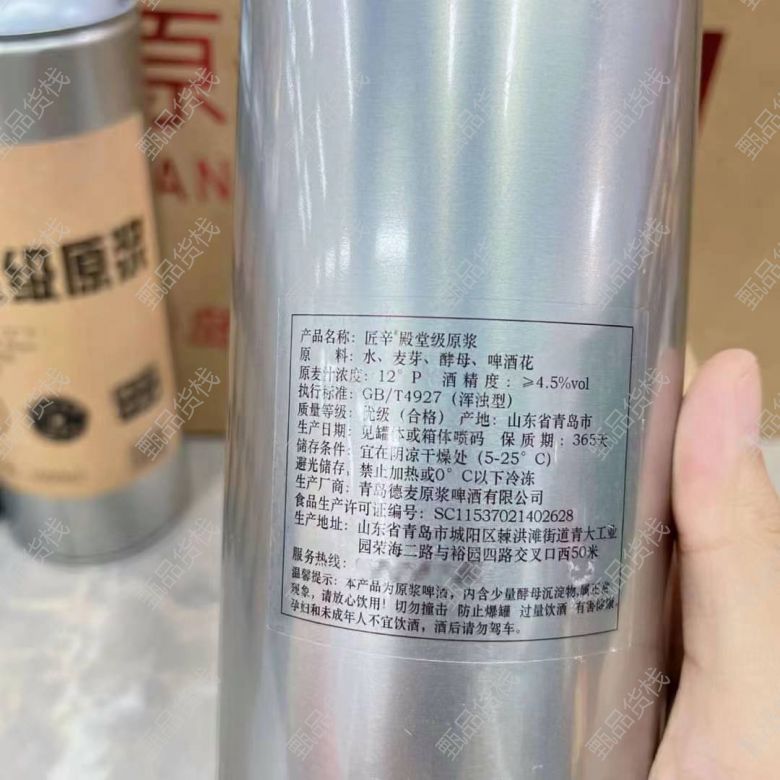 原
AN
级原浆
产品名称：匠辛 殿堂级原浆
原 料：水、麦芽、酵母、啤酒花
原麦汁浓度：12°P 酒精度：≥4.5%vol
执行标准：GB/T4927（浑浊型）
质量等级：优级（合格） 产地：山东省青岛市
生产日期：见罐体或箱体喷码 保质期：365天
储存条件：宜在阴凉干燥处（5-25°C）
避光储存，禁止加热或0°C以下冷冻
生产厂商：青岛德麦原浆啤酒有限公司
食品生产许可证编号：SC11537021402628
生产地址：山东省青岛市城阳区棘洪滩街道青大工业
园荣海二路与裕园四路交叉口西50米
服务热线：
温馨提示：本产品为原浆啤酒，内含少量酵母沉淀物，属正常
现象，请放心饮用！切勿撞击 防止爆罐 过量饮酒 有害健康
孕妇和未成年人不宜饮酒，酒后请勿驾车。
甄品货栈